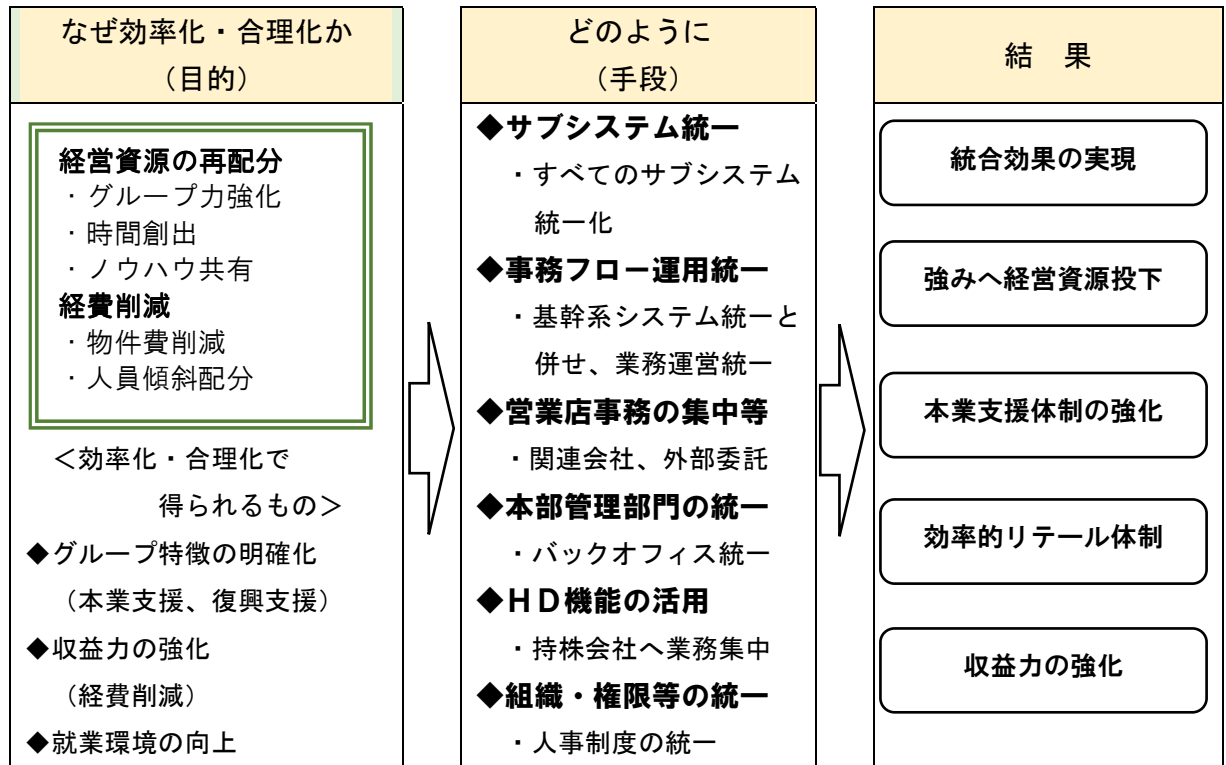 なぜ効率化・合理化か
（目的）
経営資源の再配分
・グループ力強化
・時間創出
・ノウハウ共有
経費削減
・物件費削減
・人員傾斜配分
＜効率化・合理化で
得られるもの＞
◆グループ特徴の明確化
（本業支援、復興支援）
◆収益力の強化
（経費削減）
◆就業環境の向上
どのように
（手段）
◆サブシステム統一
・すべてのサブシステム
統一化
◆事務フロー運用統一
・基幹系システム統一と
併せ、業務運営統一
◆営業店事務の集中等
・関連会社、外部委託
◆本部管理部門の統一
・バックオフィス統一
◆ＨＤ機能の活用
・持株会社へ業務集中
◆組織・権限等の統一
・人事制度の統一
結　果
統合効果の実現
強みへ経営資源投下
本業支援体制の強化
効率的リテール体制
収益力の強化